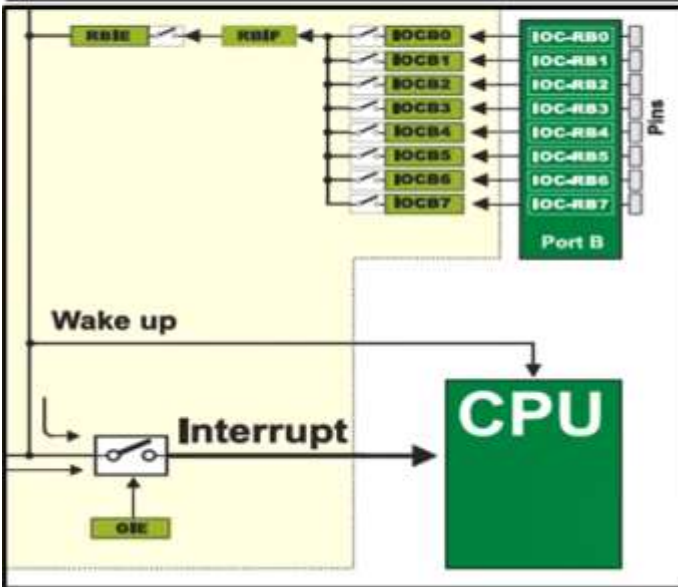 RBIE RBIF IOCB0 IOC-RB0
IOCB1 IOC-RB1
IOCB2 IOC-RB2
IOCB3 IOC-RB3
IOCB4 IOC-RB4
IOCB5 IOC-RB5
IOCB6 IOC-RB6
IOCB7 IOC-RB7
Pins
Port B
Wake up
CPU
Interrupt
GIE